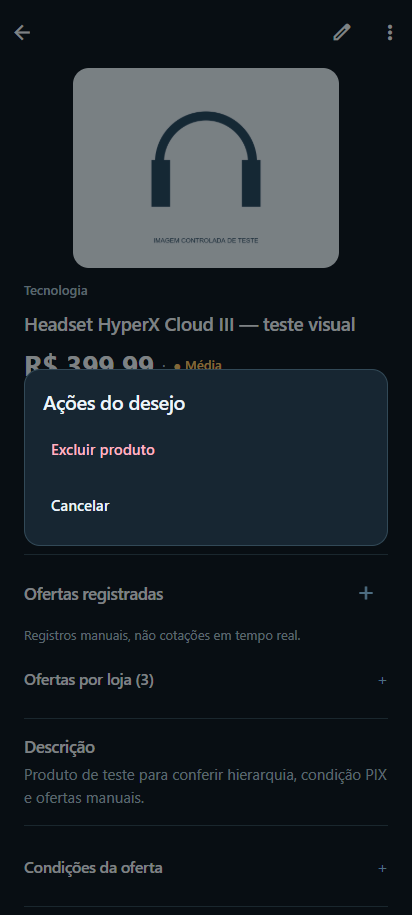 IMAGEM CONTROLADA DE TESTE
Tecnologia
Headset HyperX Cloud III — teste visual
R$ 399,99 · ● Média
Ações do desejo
Excluir produto
Cancelar
Ofertas registradas +
Registros manuais, não cotações em tempo real.
Ofertas por loja (3) +
Descrição
Produto de teste para conferir hierarquia, condição PIX
e ofertas manuais.
Condições da oferta +